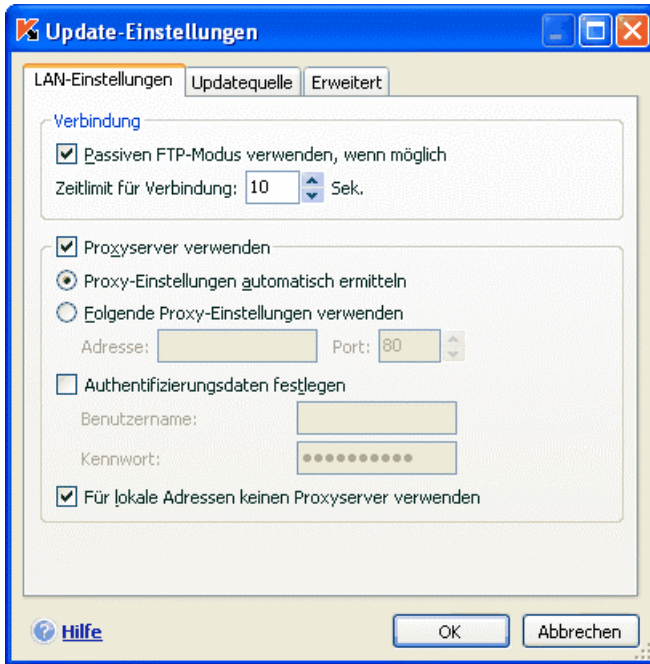 Update-Einstellungen
LAN-Einstellungen Updatequelle Erweitert
Verbindung
Passiven FTP-Modus verwenden, wenn möglich
Zeitlimit für Verbindung: 10 Sek.
Proxyserver verwenden
Proxy-Einstellungen automatisch ermitteln
Folgende Proxy-Einstellungen verwenden
Adresse: Port: 80
Authentifizierungsdaten festlegen
Benutzername:
Kennwort: ●●●●●●●●●●
Für lokale Adressen keinen Proxyserver verwenden
Hilfe OK Abbrechen